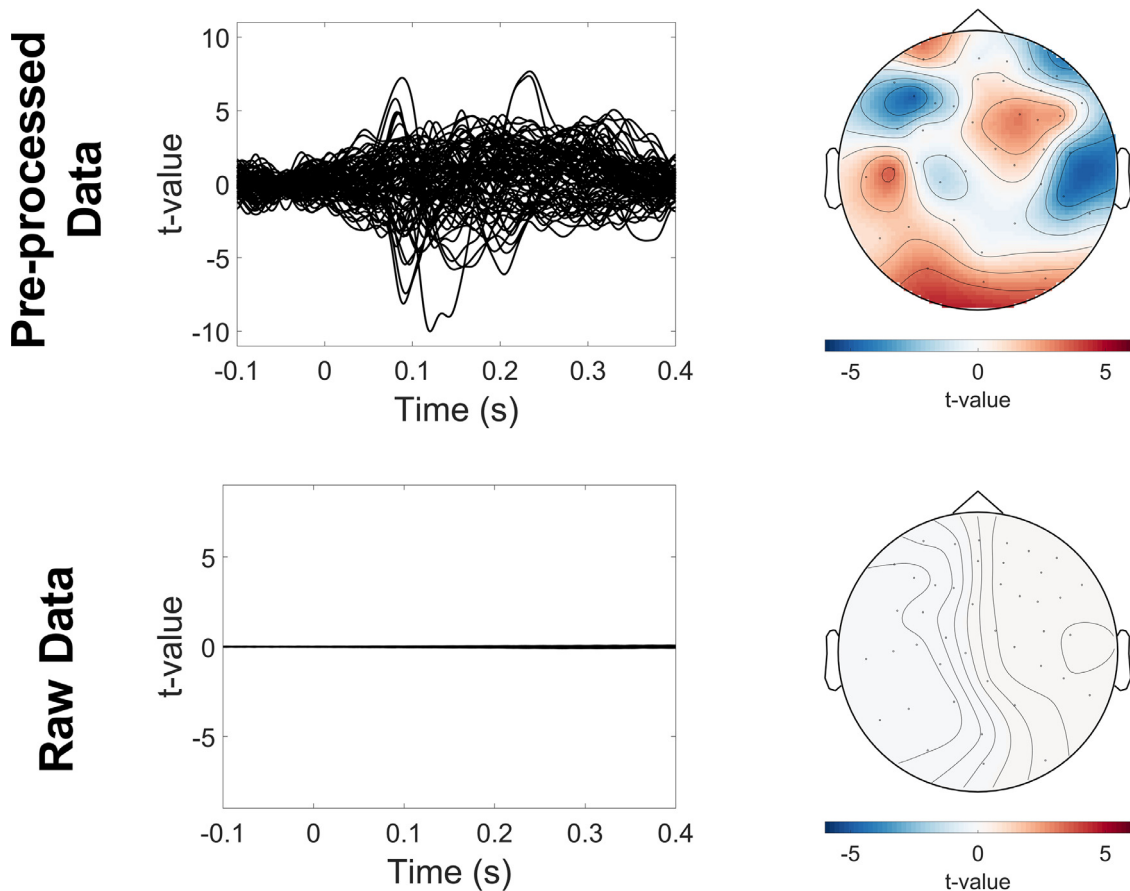 Pre-processed
Data
t-value
10
5
0
-5
-10
-0.1 0 0.1 0.2 0.3 0.4
Time (s)
-5 0 5
t-value
Raw Data
t-value
5
0
-5
-0.1 0 0.1 0.2 0.3 0.4
Time (s)
-5 0 5
t-value